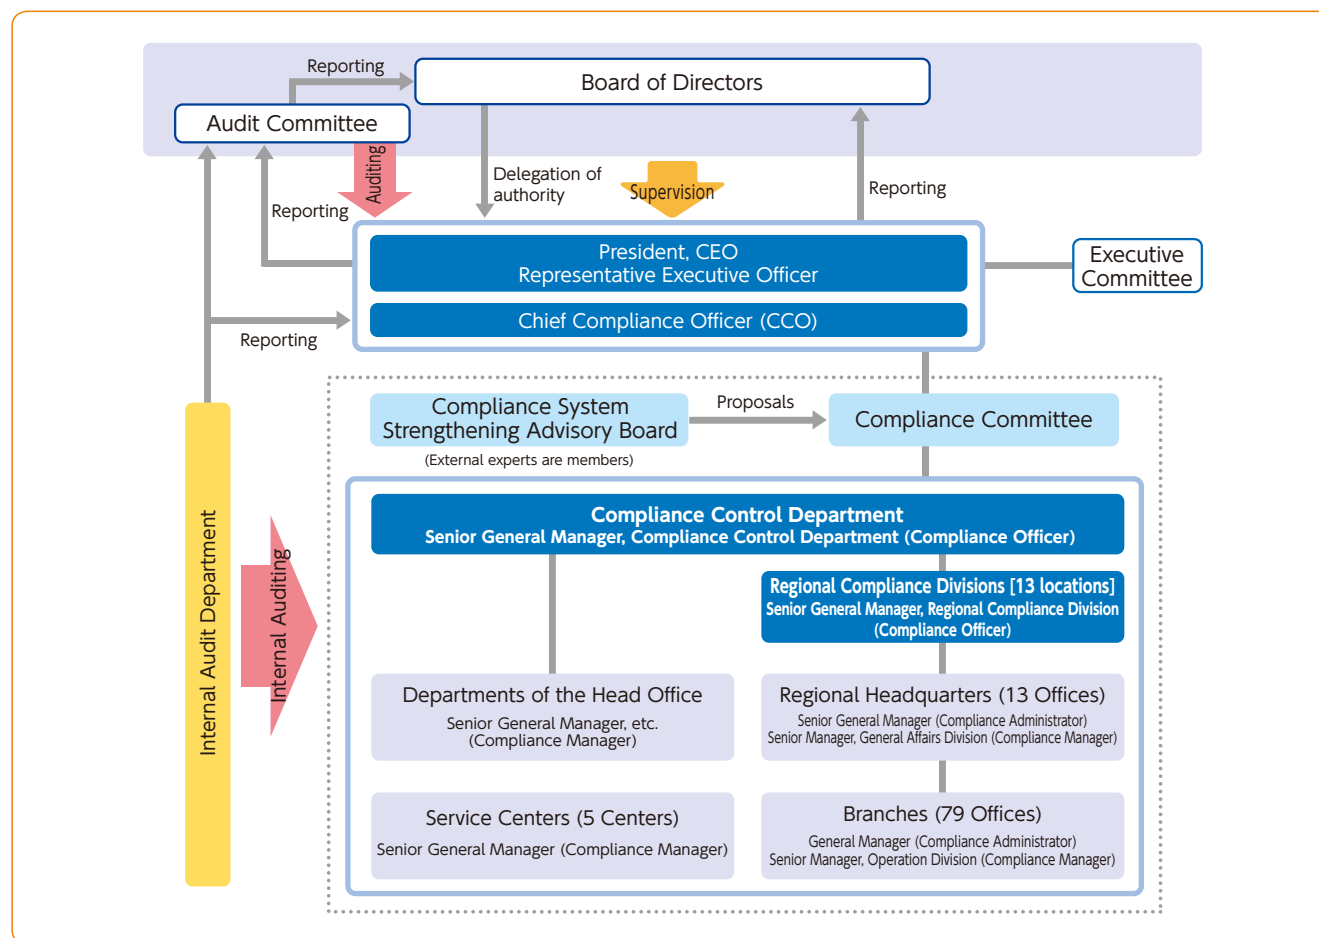 Reporting
Board of Directors
Audit Committee
Auditing
Delegation of
authority
Supervision
Reporting
Reporting
President, CEO
Representative Executive Officer
Executive
Committee
Chief Compliance Officer (CCO)
Reporting
Compliance System
Strengthening Advisory Board
(External experts are members)
Proposals
Compliance Committee
Internal Audit Department
Internal Auditing
Compliance Control Department
Senior General Manager, Compliance Control Department (Compliance Officer)
Regional Compliance Divisions [13 locations]
Senior General Manager, Regional Compliance Division
(Compliance Officer)
Departments of the Head Office
Senior General Manager, etc.
(Compliance Manager)
Regional Headquarters (13 Offices)
Senior General Manager (Compliance Administrator)
Senior Manager, General Affairs Division (Compliance Manager)
Service Centers (5 Centers)
Senior General Manager (Compliance Manager)
Branches (79 Offices)
General Manager (Compliance Administrator)
Senior Manager, Operation Division (Compliance Manager)